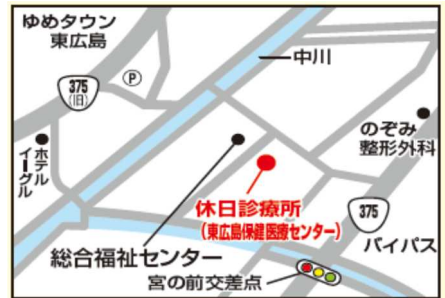 ゆめタウン
東広島
375
(旧)
P
中川
ホテル
イーグル
のぞみ
整形外科
休日診療所
(東広島保健医療センター)
375
バイパス
総合福祉センター
宮の前交差点